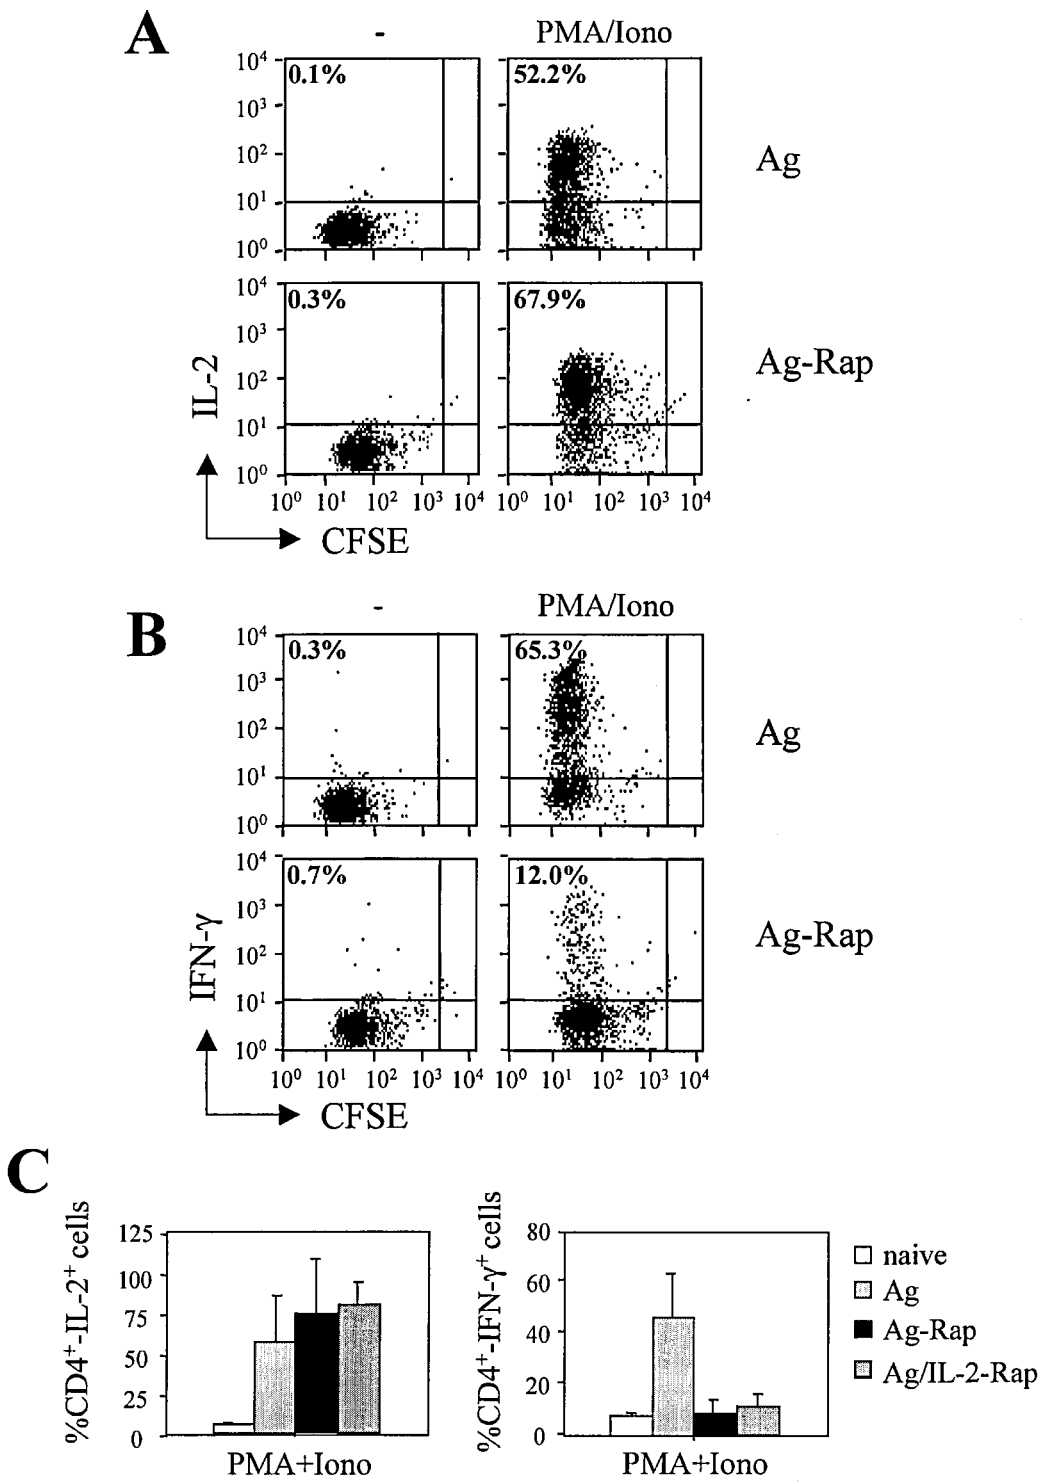 A
-
PMA/Iono
10⁴
10³
10²
10¹
10⁰
0.1%
52.2%
Ag
10⁴
10³
10²
10¹
10⁰
0.3%
67.9%
Ag-Rap
IL-2
10⁰ 10¹ 10² 10³ 10⁴
10⁰ 10¹ 10² 10³ 10⁴
CFSE
B
-
PMA/Iono
10⁴
10³
10²
10¹
10⁰
0.3%
65.3%
Ag
10⁴
10³
10²
10¹
10⁰
0.7%
12.0%
Ag-Rap
IFN-γ
10⁰ 10¹ 10² 10³ 10⁴
10⁰ 10¹ 10² 10³ 10⁴
CFSE
C
%CD4⁺-IL-2⁺ cells
125
100
75
50
25
0
PMA+Iono
%CD4⁺-IFN-γ⁺ cells
80
60
40
20
0
PMA+Iono
naive
Ag
Ag-Rap
Ag/IL-2-Rap